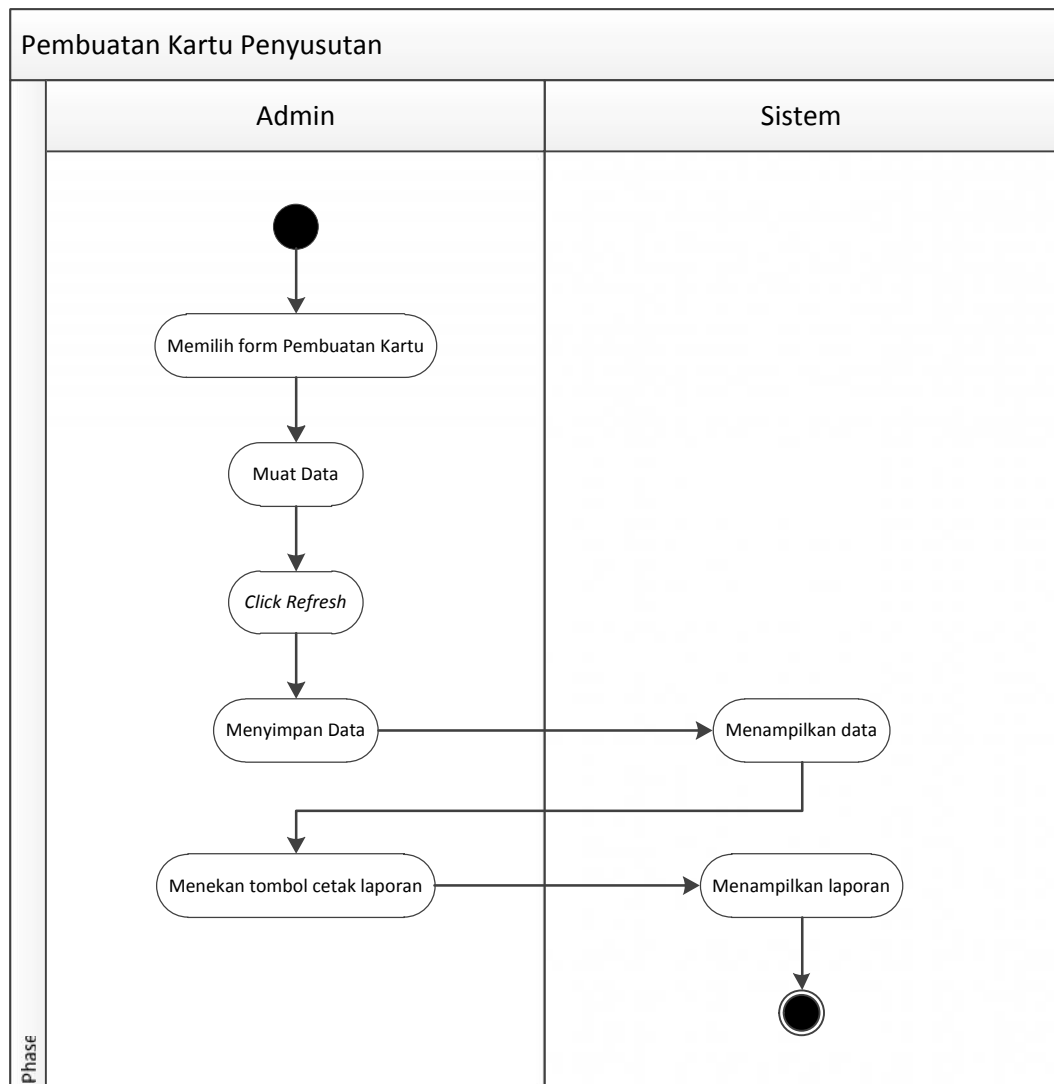 Pembuatan Kartu Penyusutan
Admin
Sistem
Memilih form Pembuatan Kartu
Muat Data
Click Refresh
Menyimpan Data
Menampilkan data
Menekan tombol cetak laporan
Menampilkan laporan
Phase